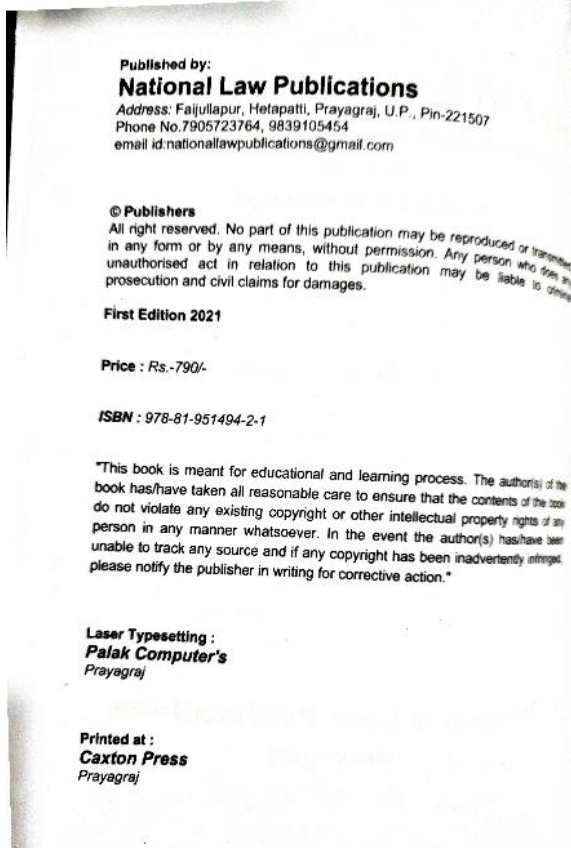 Published by:
National Law Publications
Address: Faijullapur, Hetapatti, Prayagraj, U.P., Pin-221507
Phone No.7905723764, 9839105454
email id:nationallawpublications@gmail.com
© Publishers
All right reserved. No part of this publication may be reproduced or transmitted
in any form or by any means, without permission. Any person who does any
unauthorised act in relation to this publication may be liable to criminal
prosecution and civil claims for damages.
First Edition 2021
Price : Rs.-790/-
ISBN : 978-81-951494-2-1
"This book is meant for educational and learning process. The author(s) of the
book has/have taken all reasonable care to ensure that the contents of the book
do not violate any existing copyright or other intellectual property rights of any
person in any manner whatsoever. In the event the author(s) has/have been
unable to track any source and if any copyright has been inadvertently infringed,
please notify the publisher in writing for corrective action."
Laser Typesetting :
Palak Computer's
Prayagraj
Printed at :
Caxton Press
Prayagraj